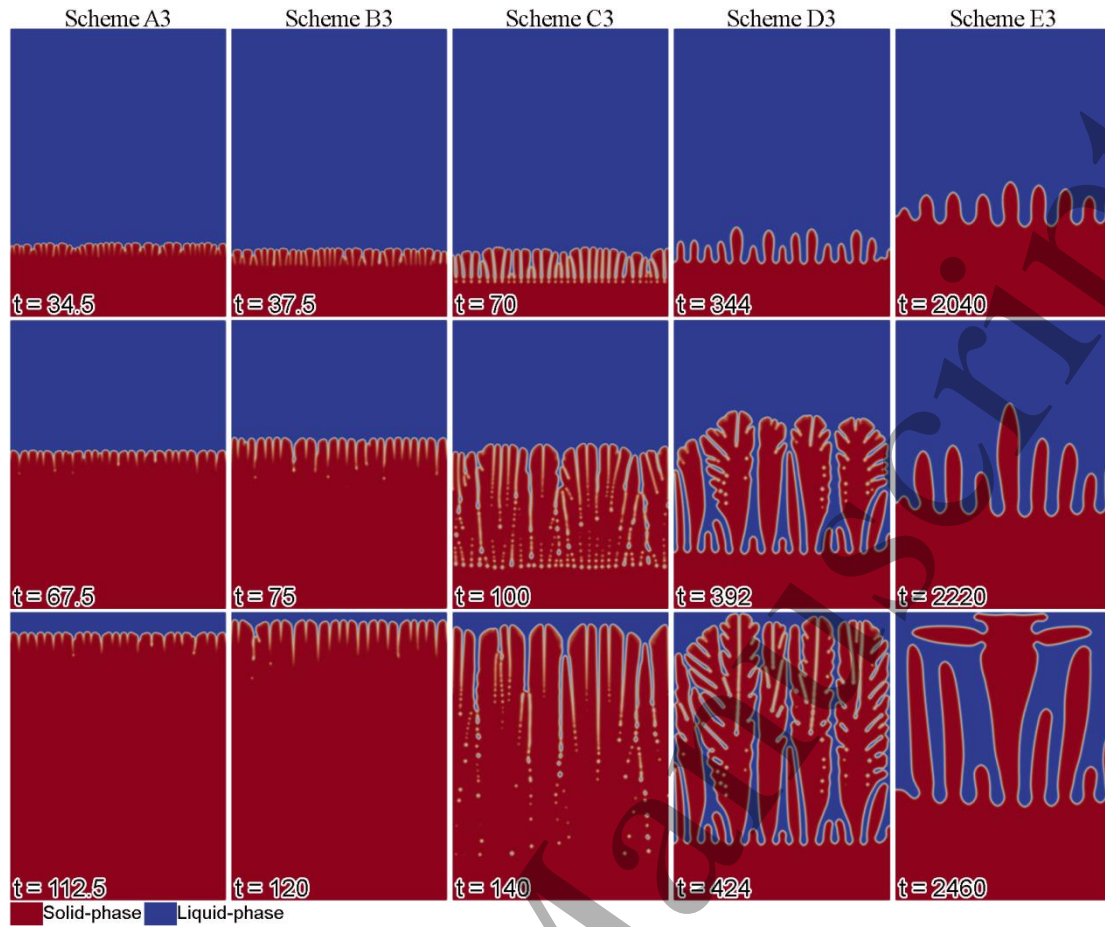 Scheme A3 Scheme B3 Scheme C3 Scheme D3 Scheme E3
t = 34.5 t = 37.5 t = 70 t = 344 t = 2040
t = 67.5 t = 75 t = 100 t = 392 t = 2220
t = 112.5 t = 120 t = 140 t = 424 t = 2460
Solid-phase Liquid-phase
Manuscrip